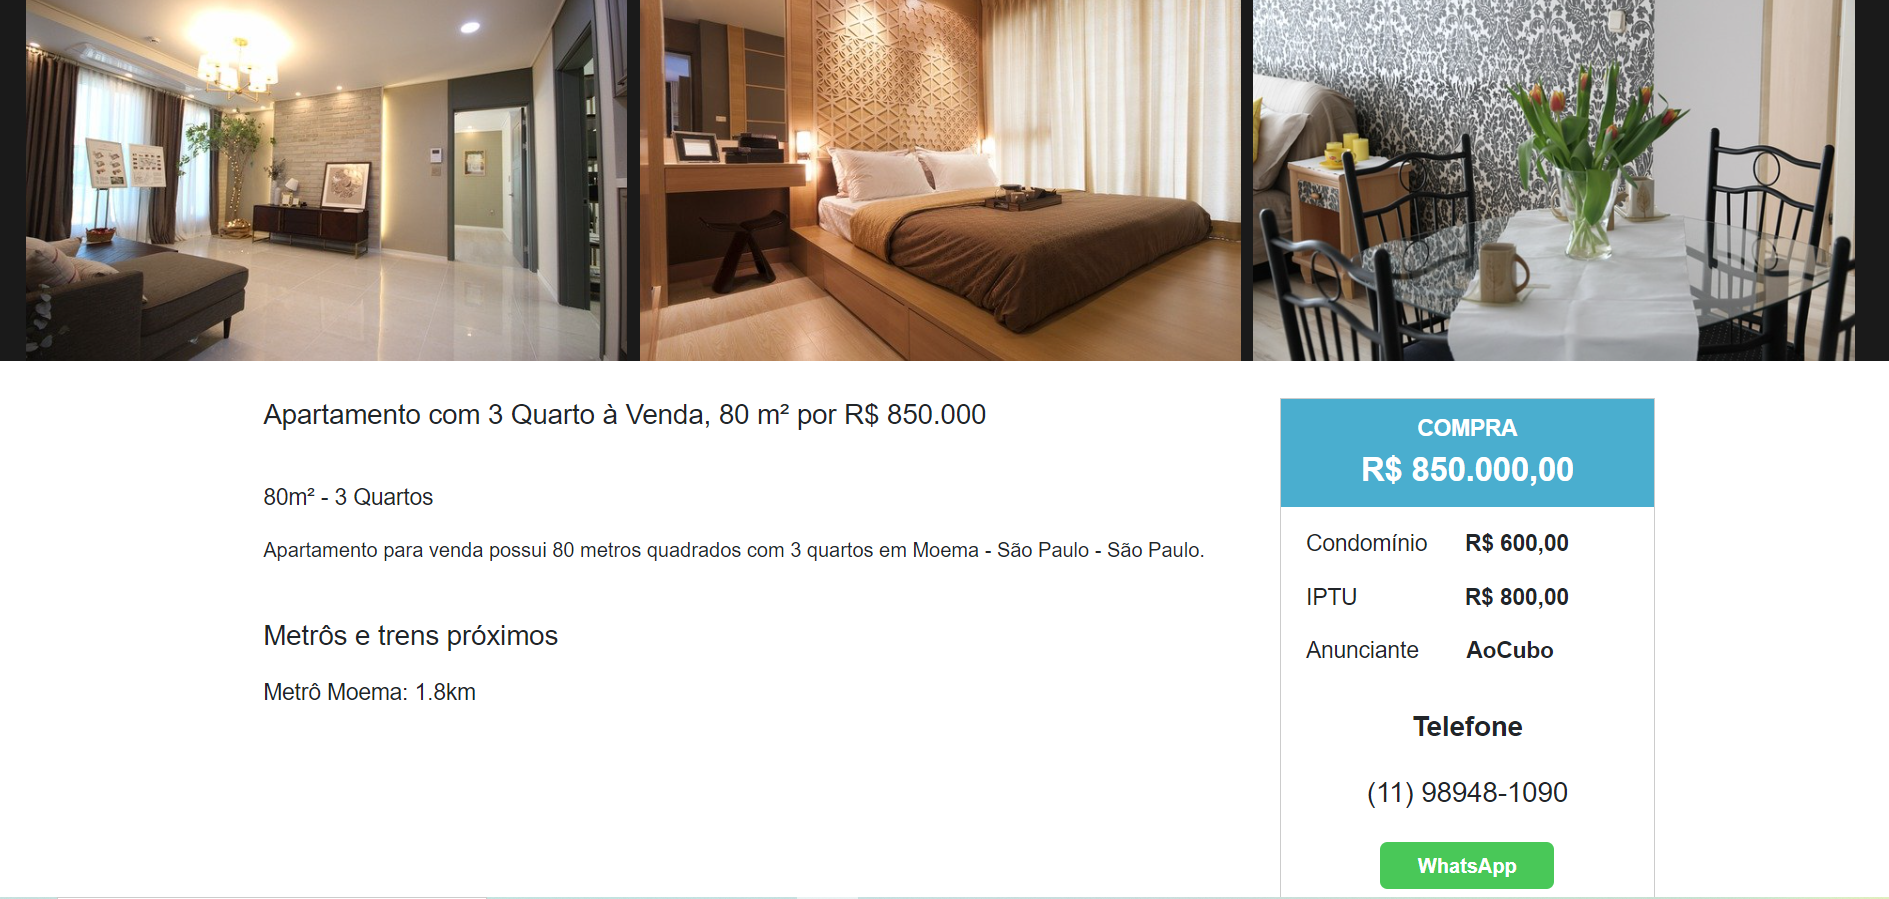 Apartamento com 3 Quarto à Venda, 80 m² por R$ 850.000
80m² - 3 Quartos
Apartamento para venda possui 80 metros quadrados com 3 quartos em Moema - São Paulo - São Paulo.
Metrôs e trens próximos
Metrô Moema: 1.8km
COMPRA
R$ 850.000,00
Condomínio R$ 600,00
IPTU R$ 800,00
Anunciante AoCubo
Telefone
(11) 98948-1090
WhatsApp